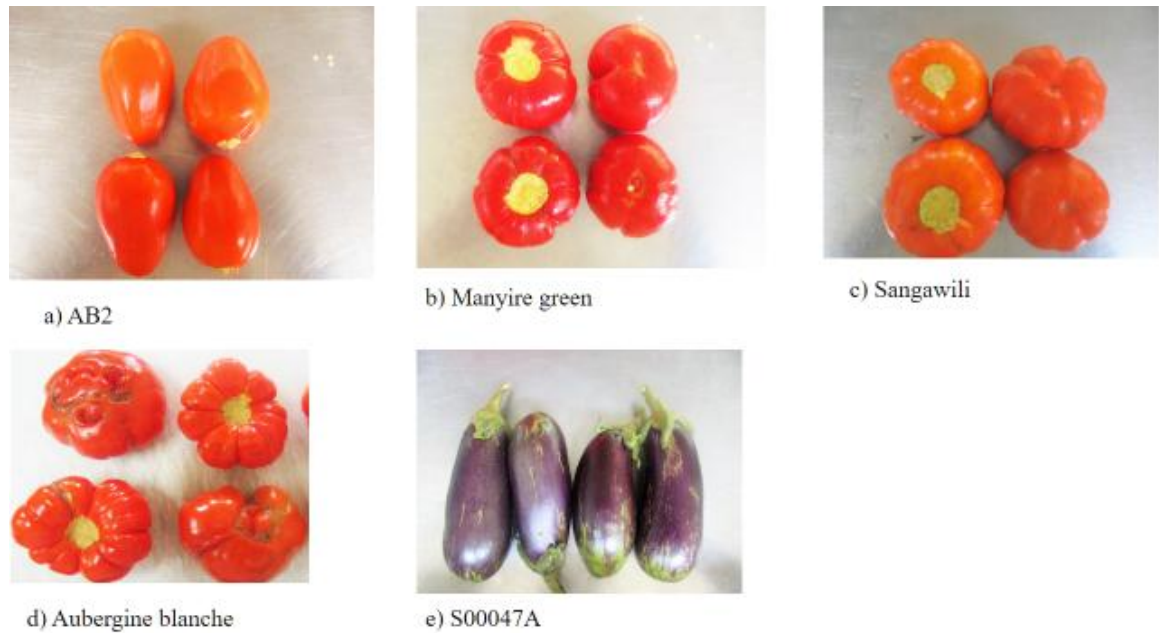 a) AB2
b) Manyire green
c) Sangawili
d) Aubergine blanche
e) S00047A